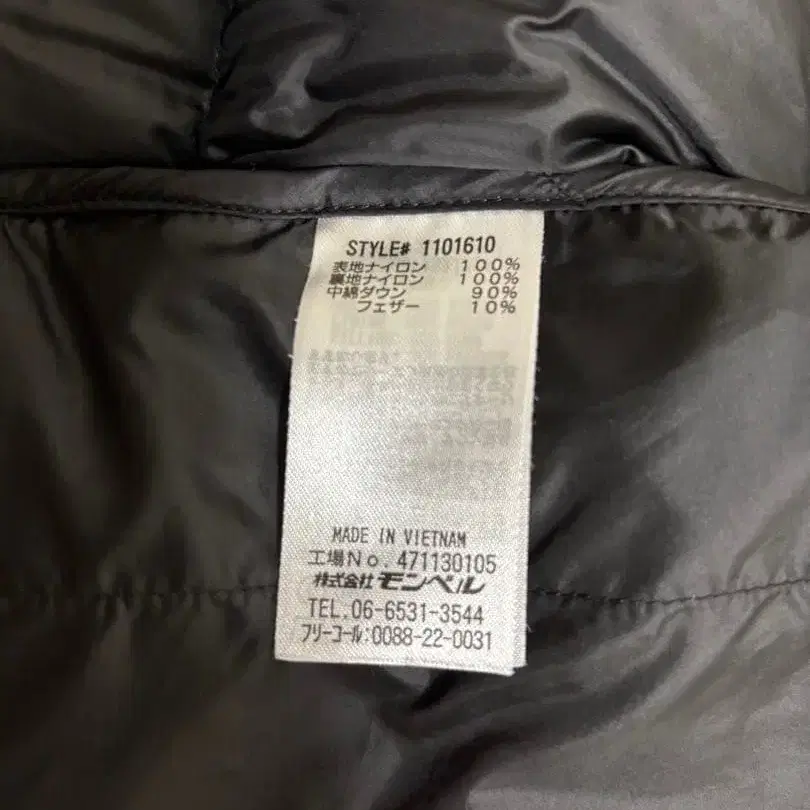 STYLE# 1101610
表地ナイロン 100%
裏地ナイロン 100%
中綿ダウン 90%
フェザー 10%
MADE IN VIETNAM
工場No. 471130105
株式会社モンベル
TEL.06-6531-3544
フリーコール:0088-22-0031